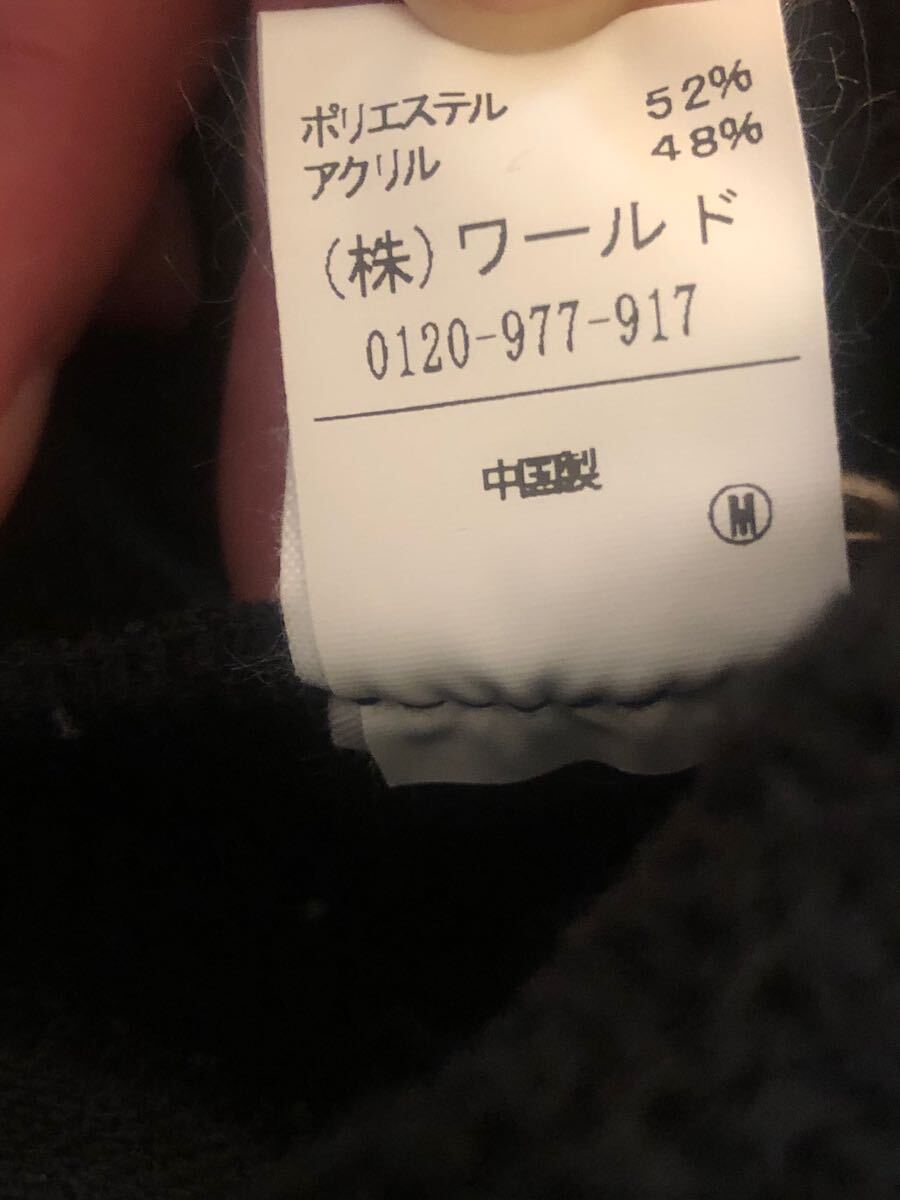 ポリエステル 52%
アクリル 48%
(株)ワールド
0120-977-917
中国製
M